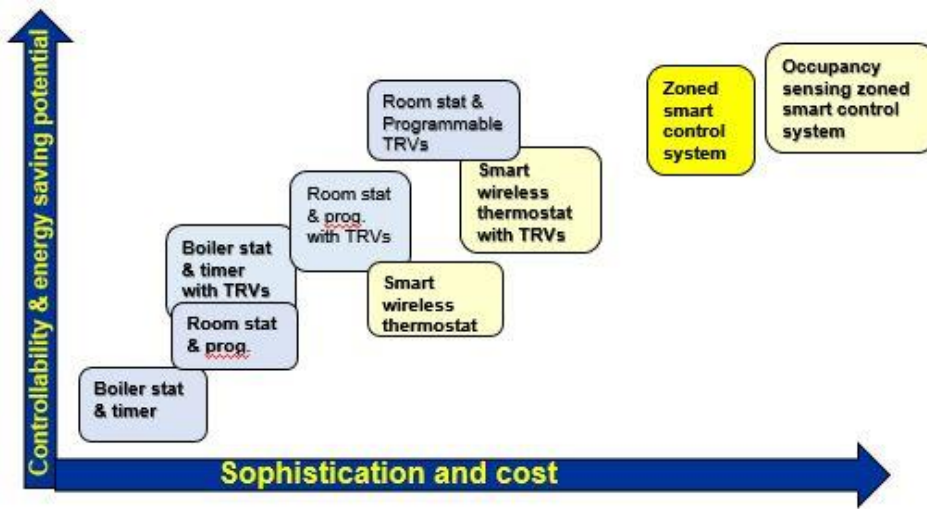 Controllability & energy saving potential
Occupancy
sensing zoned
smart control
system
Zoned
smart
control
system
Room stat &
Programmable
TRVs
Smart
wireless
thermostat
with TRVs
Room stat
& prog.
with TRVs
Boiler stat
& timer
with TRVs
Smart
wireless
thermostat
Room stat
& prog.
Boiler stat
& timer
Sophistication and cost